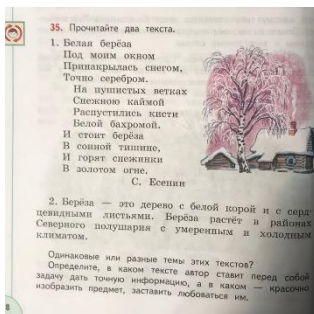 35. Прочитайте два текста.
1. Белая берёза
Под моим окном
Принакрылась снегом,
Точно серебром.
На пушистых ветках
Снежною каймой
Распустились кисти
Белой бахромой.
И стоит берёза
В сонной тишине,
И горят снежинки
В золотом огне.
С. Есенин
2. Берёза — это дерево с белой корой и с серд-
цевидными листьями. Берёза растёт в районах
Северного полушария с умеренным и холодным
климатом.
Одинаковые или разные темы этих текстов?
Определите, в каком тексте автор ставит перед собой
задачу дать точную информацию, а в каком — красочно
изобразить предмет, заставить любоваться им.
8